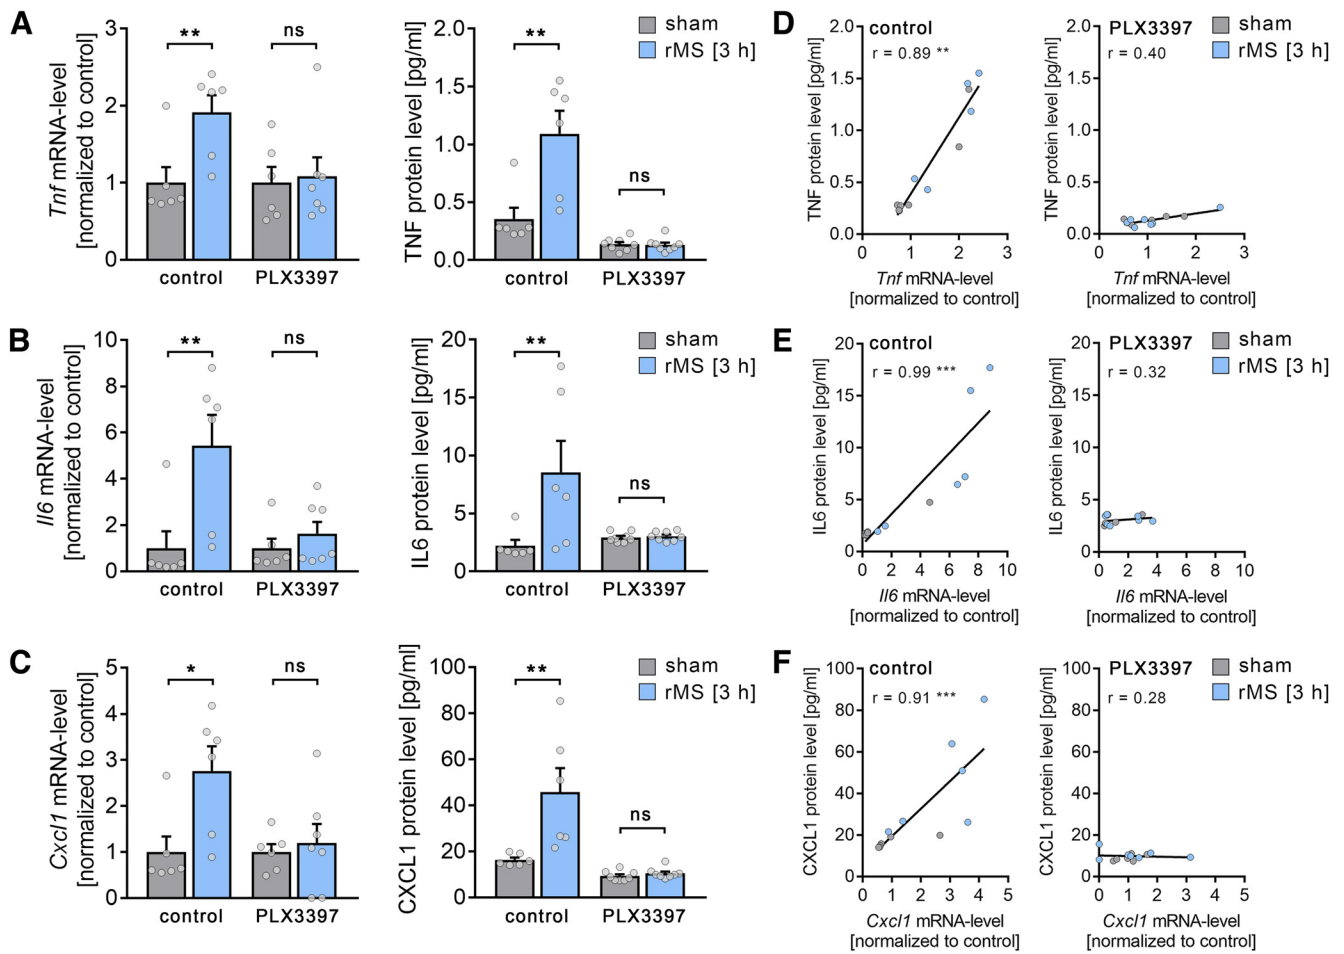 A
Tnf mRNA-level
[normalized to control]
3
2
1
0
**
ns
control
PLX3397
TNF protein level [pg/ml]
2.0
1.5
1.0
0.5
0.0
**
ns
control
PLX3397
sham
rMS [3 h]
D
TNF protein level [pg/ml]
2.0
1.5
1.0
0.5
0.0
control
r = 0.89 **
0
1
2
3
Tnf mRNA-level
[normalized to control]
TNF protein level [pg/ml]
2.0
1.5
1.0
0.5
0.0
PLX3397
r = 0.40
0
1
2
3
Tnf mRNA-level
[normalized to control]
sham
rMS [3 h]
B
Il6 mRNA-level
[normalized to control]
10
8
6
4
2
0
**
ns
control
PLX3397
IL6 protein level [pg/ml]
20
15
10
5
0
**
ns
control
PLX3397
sham
rMS [3 h]
E
IL6 protein level [pg/ml]
20
15
10
5
0
control
r = 0.99 ***
0
2
4
6
8
10
Il6 mRNA-level
[normalized to control]
IL6 protein level [pg/ml]
20
15
10
5
0
PLX3397
r = 0.32
0
2
4
6
8
10
Il6 mRNA-level
[normalized to control]
sham
rMS [3 h]
C
Cxcl1 mRNA-level
[normalized to control]
5
4
3
2
1
0
*
ns
control
PLX3397
CXCL1 protein level [pg/ml]
100
80
60
40
20
0
**
ns
control
PLX3397
sham
rMS [3 h]
F
CXCL1 protein level [pg/ml]
100
80
60
40
20
0
control
r = 0.91 ***
0
1
2
3
4
5
Cxcl1 mRNA-level
[normalized to control]
CXCL1 protein level [pg/ml]
100
80
60
40
20
0
PLX3397
r = 0.28
0
1
2
3
4
5
Cxcl1 mRNA-level
[normalized to control]
sham
rMS [3 h]